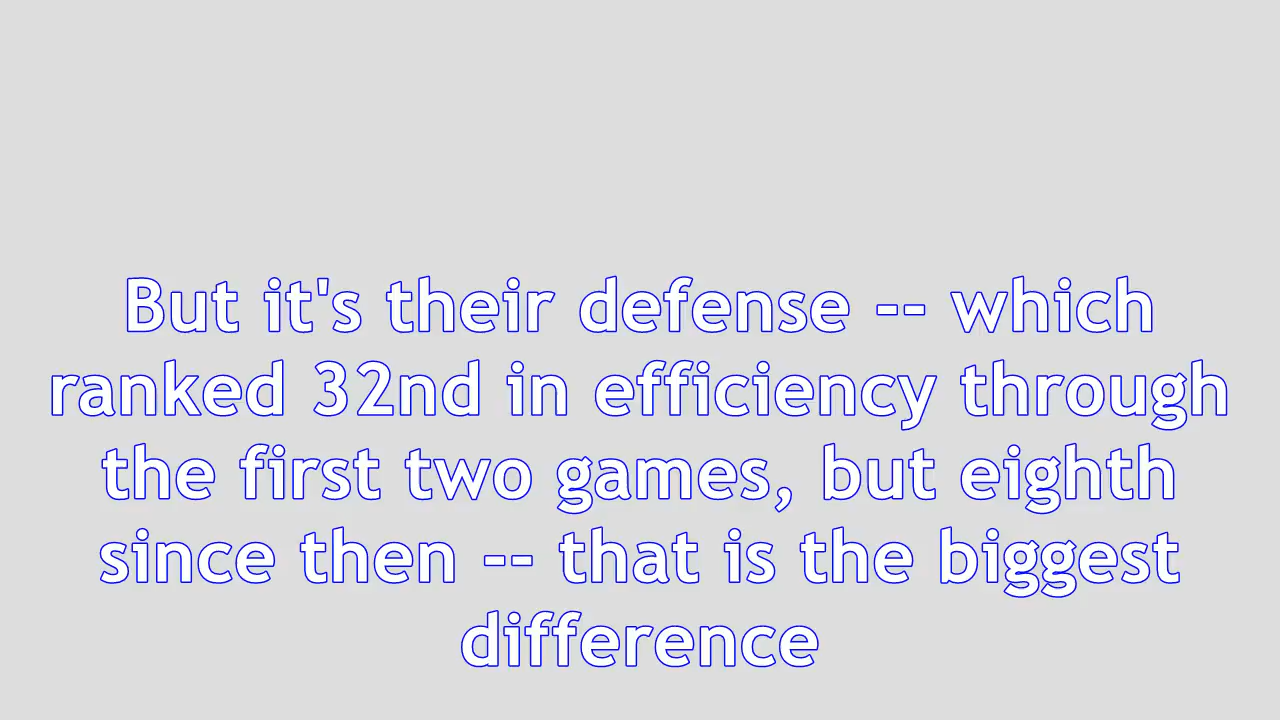 But it's their defense -- which
ranked 32nd in efficiency through
the first two games, but eighth
since then -- that is the biggest
difference